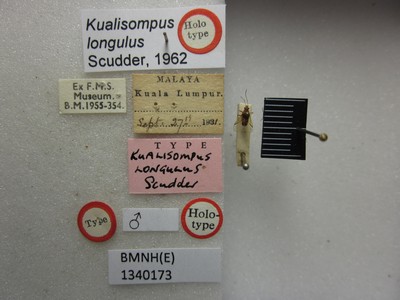 Kualisompus
longulus
Scudder, 1962
Holo
type
Ex F.M.S.
Museum.
B.M.1955-354.
MALAYA
Kuala Lumpur.
Sept. 27th 1921.
TYPE
KUALISOMPUS
LONGULUS
Scudder
Type
♂
Holo-
type
BMNH(E)
1340173